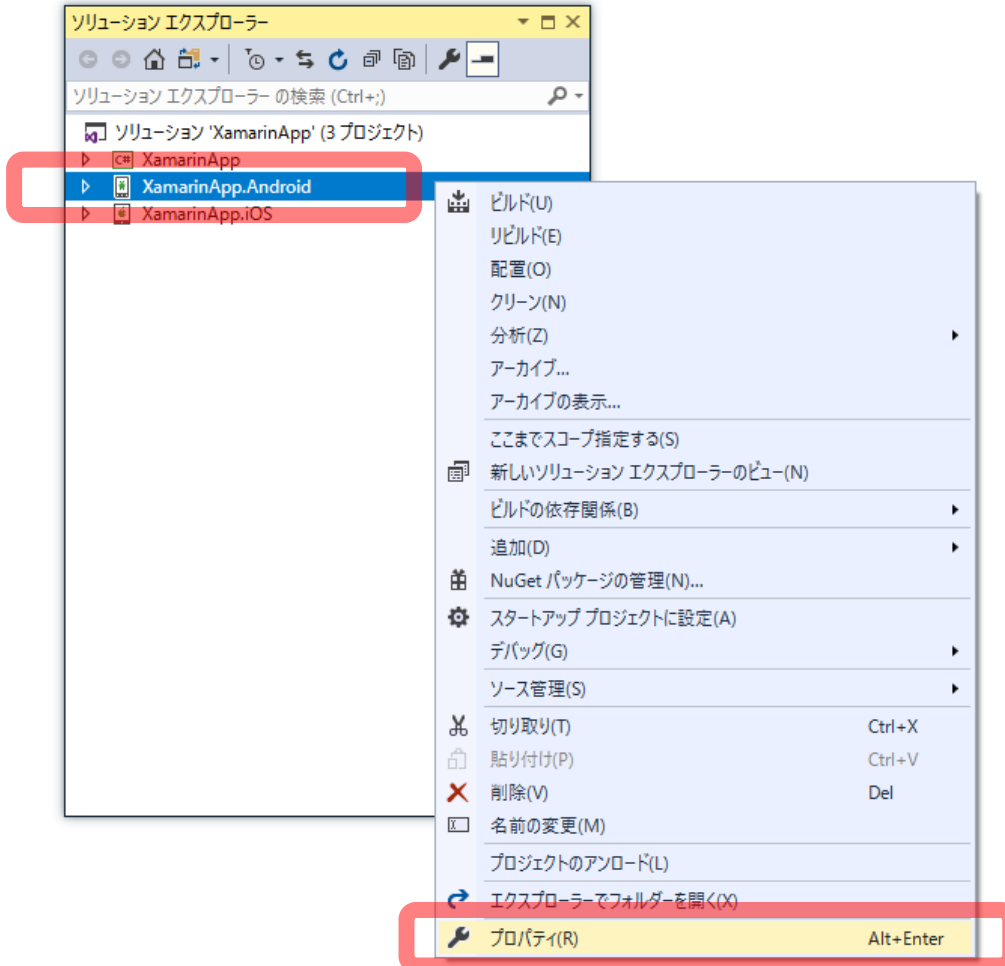 ソリューション エクスプローラー
ソリューション エクスプローラー の検索 (Ctrl+;)
ソリューション 'XamarinApp' (3 プロジェクト)
C# XamarinApp
XamarinApp.Android
XamarinApp.iOS
ビルド(U)
リビルド(E)
配置(O)
クリーン(N)
分析(Z)
アーカイブ...
アーカイブの表示...
ここまでスコープ指定する(S)
新しいソリューション エクスプローラーのビュー(N)
ビルドの依存関係(B)
追加(D)
NuGet パッケージの管理(N)...
スタートアップ プロジェクトに設定(A)
デバッグ(G)
ソース管理(S)
切り取り(T) Ctrl+X
貼り付け(P) Ctrl+V
削除(V) Del
名前の変更(M)
プロジェクトのアンロード(L)
エクスプローラーでフォルダーを開く(X)
プロパティ(R) Alt+Enter